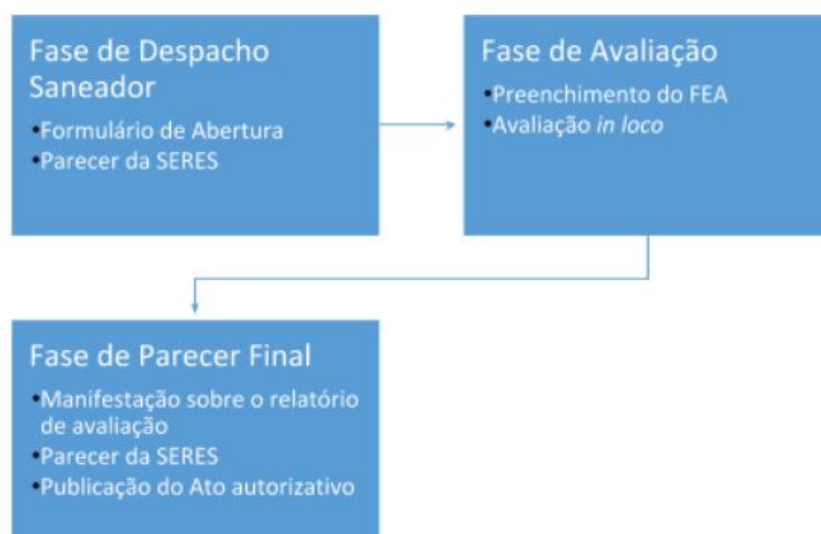 Fase de Despacho
Saneador
•Formulário de Abertura
•Parecer da SERES
Fase de Avaliação
•Preenchimento do FEA
•Avaliação in loco
Fase de Parecer Final
•Manifestação sobre o relatório
de avaliação
•Parecer da SERES
•Publicação do Ato autorizativo